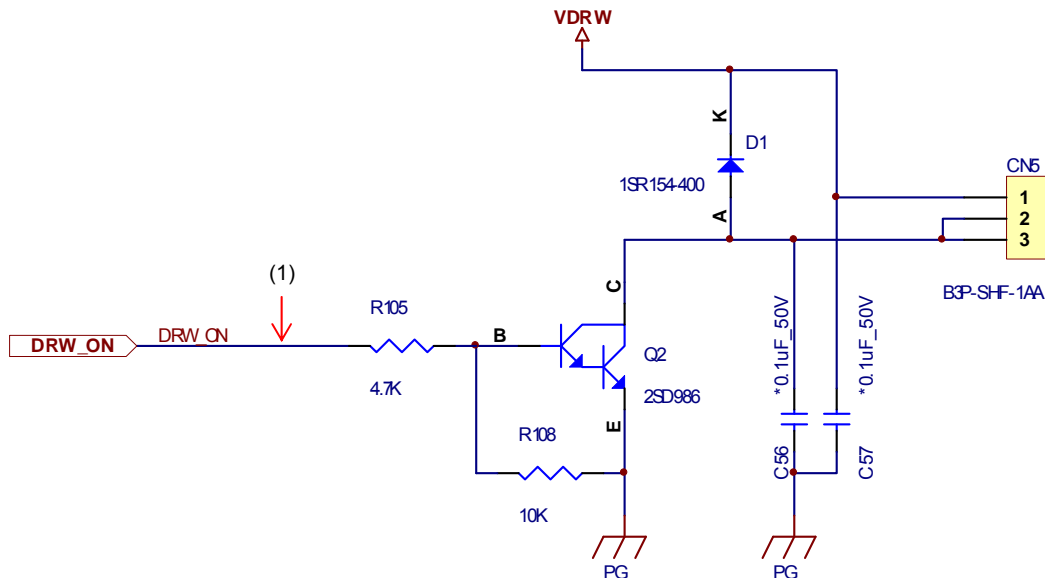 VDRW
K
D1
1SR154-400
A
CN5
1
2
3
B3P-SHF-1AA
(1)
C
R105
DRW_ON
DRW_ON
B
4.7K
Q2
2SD986
E
R108
10K
*0.1uF_50V
*0.1uF_50V
C56
C57
PG
PG